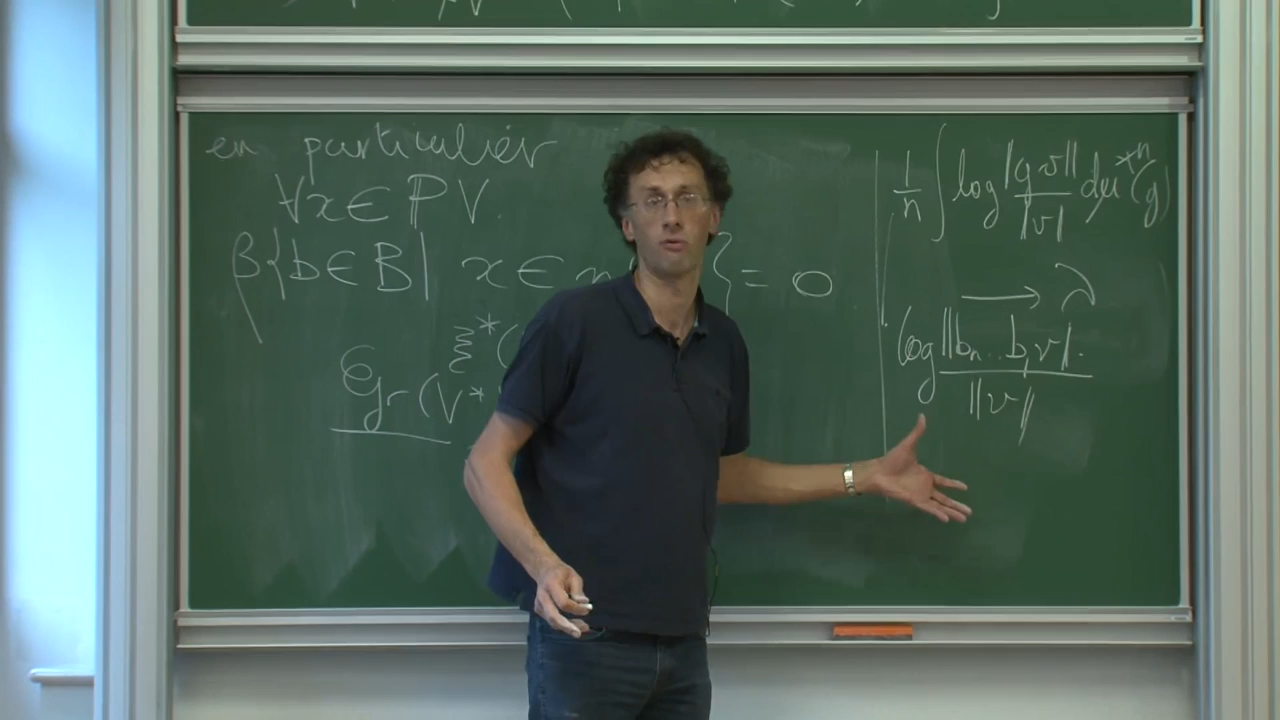 en particulier
∀x ∈ ℙV.
β{b ∈ B | x ∈ } = 0
ξ*(
∈ Gr(V*
1/n ∫ log ‖gv‖/‖v‖ dμ*ⁿ(g)
⟶ λ
log ‖bₙ...b₁v‖/‖v‖